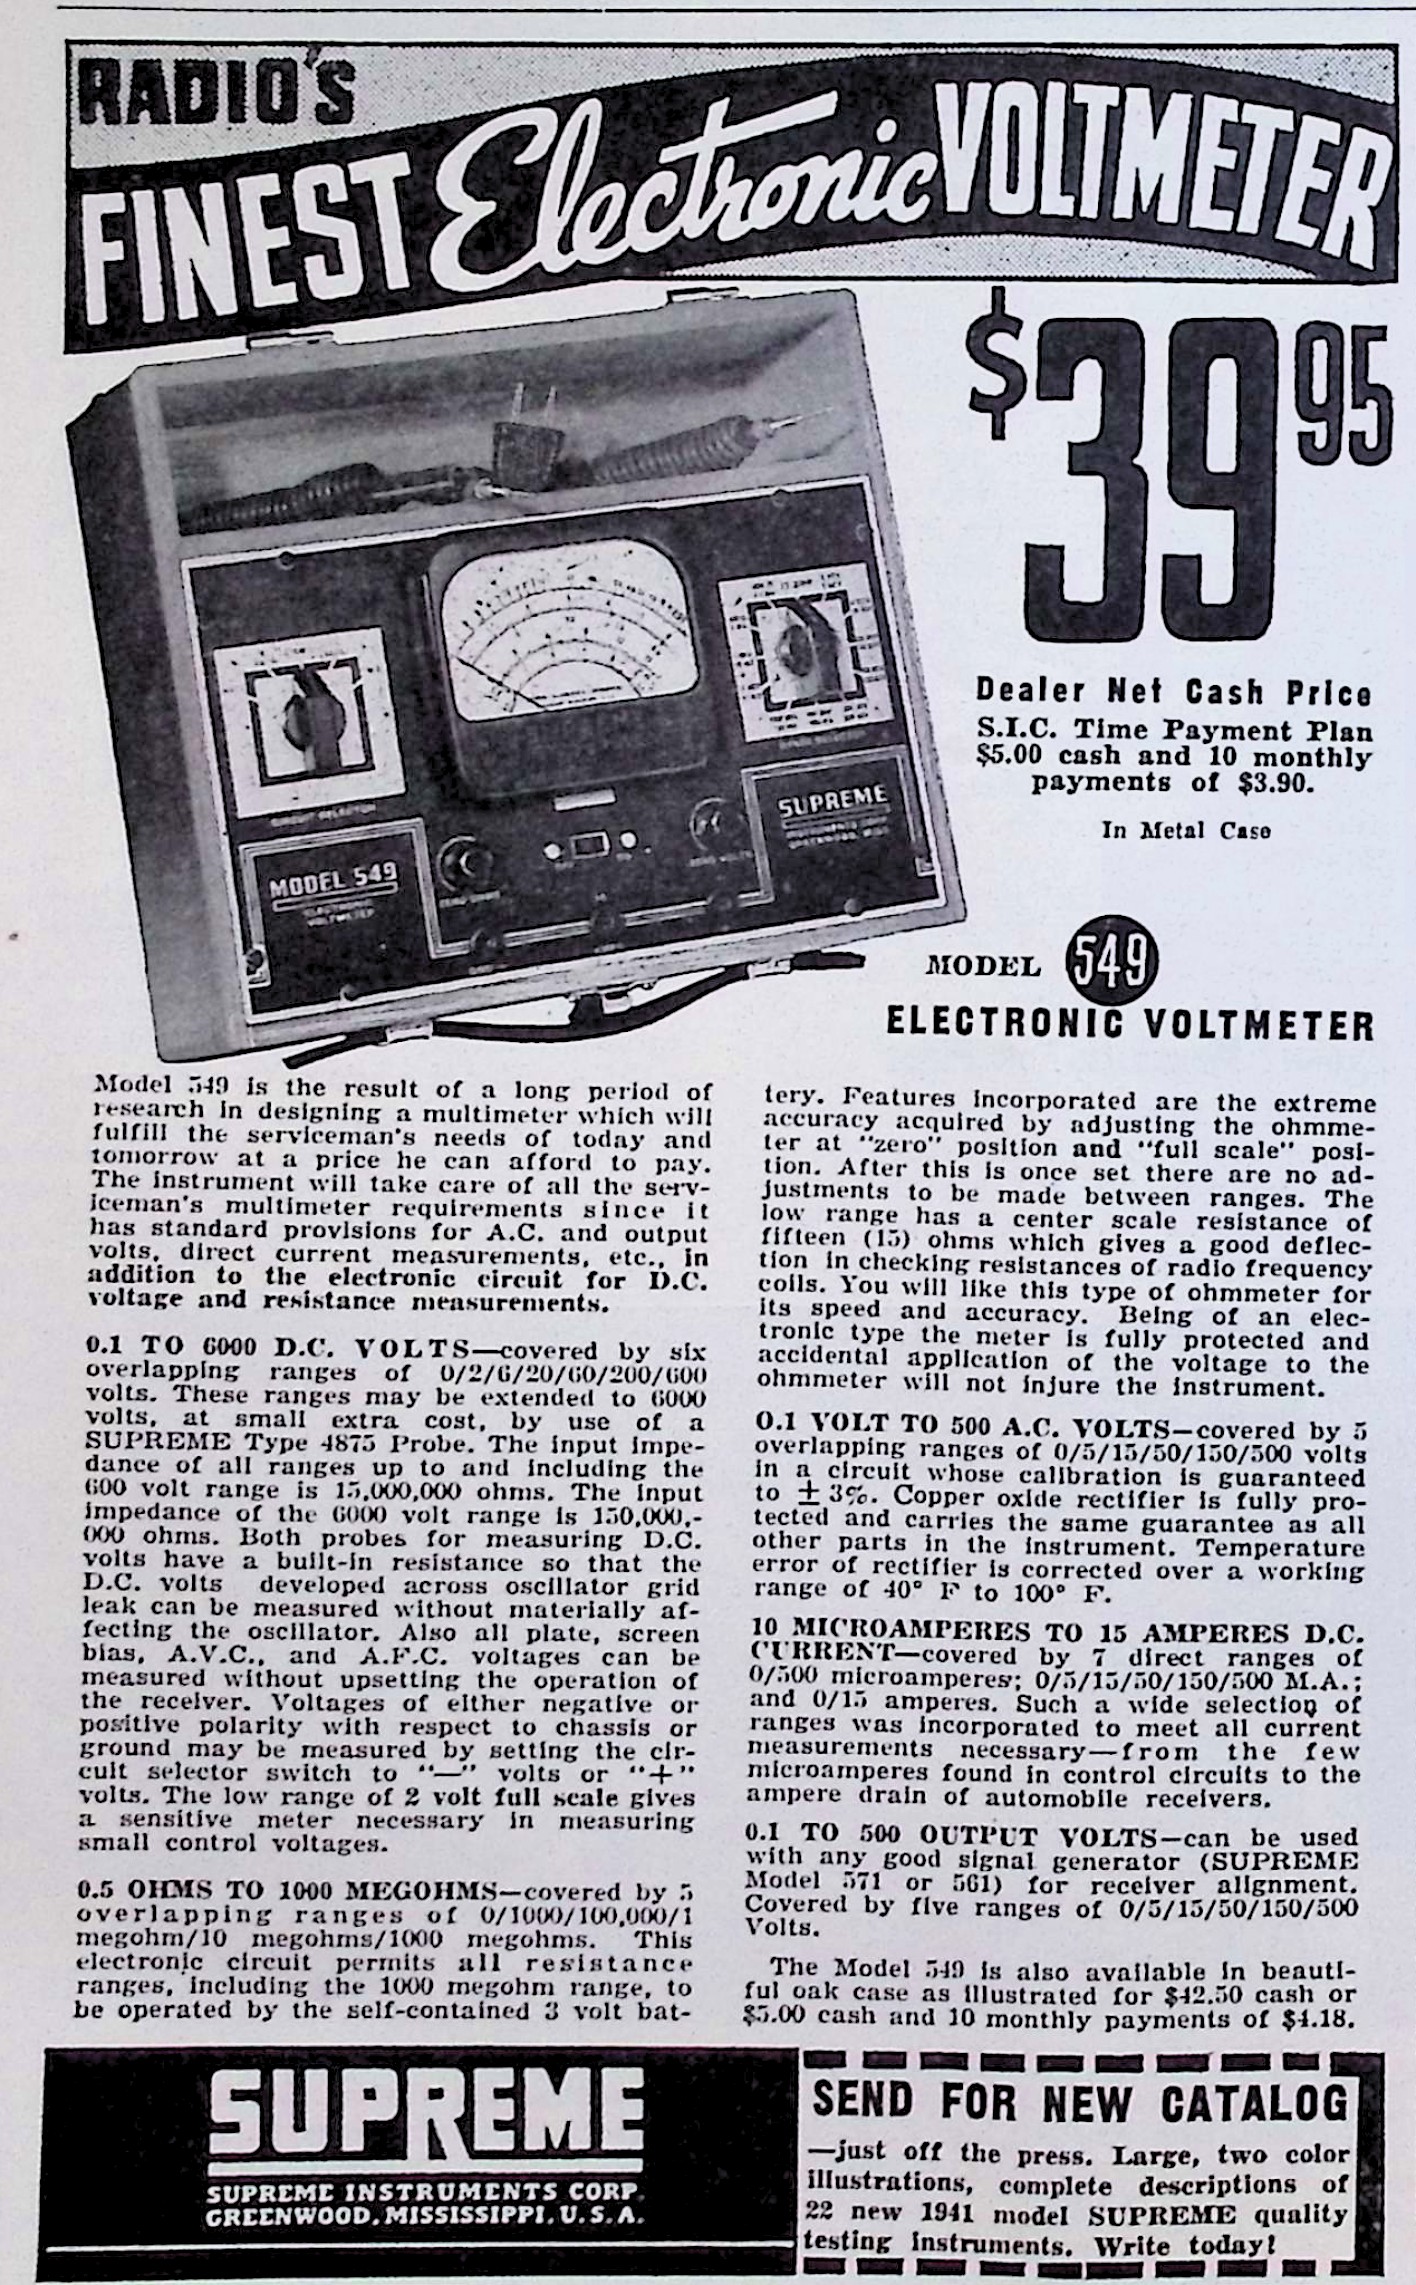 RADIO'S
FINEST Electronic VOLTMETER
$39 95
Dealer Net Cash Price
S.I.C. Time Payment Plan
$5.00 cash and 10 monthly
payments of $3.90.
In Metal Case
SUPREME
MODEL 549
ELECTRONIC
VOLTMETER
MODEL 549
ELECTRONIC VOLTMETER
Model 549 is the result of a long period of
research in designing a multimeter which will
fulfill the serviceman's needs of today and
tomorrow at a price he can afford to pay.
The instrument will take care of all the serv-
iceman's multimeter requirements since it
has standard provisions for A.C. and output
volts, direct current measurements, etc., in
addition to the electronic circuit for D.C.
voltage and resistance measurements.
0.1 TO 6000 D.C. VOLTS—covered by six
overlapping ranges of 0/2/6/20/60/200/600
volts. These ranges may be extended to 6000
volts, at small extra cost, by use of a
SUPREME Type 4875 Probe. The input impe-
dance of all ranges up to and including the
600 volt range is 15,000,000 ohms. The input
impedance of the 6000 volt range is 150,000,-
000 ohms. Both probes for measuring D.C.
volts have a built-in resistance so that the
D.C. volts developed across oscillator grid
leak can be measured without materially af-
fecting the oscillator. Also all plate, screen
bias, A.V.C., and A.F.C. voltages can be
measured without upsetting the operation of
the receiver. Voltages of either negative or
positive polarity with respect to chassis or
ground may be measured by setting the cir-
cuit selector switch to "—" volts or "+"
volts. The low range of 2 volt full scale gives
a sensitive meter necessary in measuring
small control voltages.
0.5 OHMS TO 1000 MEGOHMS—covered by 5
overlapping ranges of 0/1000/100,000/1
megohm/10 megohms/1000 megohms. This
electronic circuit permits all resistance
ranges, including the 1000 megohm range, to
be operated by the self-contained 3 volt bat-
tery. Features incorporated are the extreme
accuracy acquired by adjusting the ohmme-
ter at "zero" position and "full scale" posi-
tion. After this is once set there are no ad-
justments to be made between ranges. The
low range has a center scale resistance of
fifteen (15) ohms which gives a good deflec-
tion in checking resistances of radio frequency
coils. You will like this type of ohmmeter for
its speed and accuracy. Being of an elec-
tronic type the meter is fully protected and
accidental application of the voltage to the
ohmmeter will not injure the instrument.
0.1 VOLT TO 500 A.C. VOLTS—covered by 5
overlapping ranges of 0/5/15/50/150/500 volts
in a circuit whose calibration is guaranteed
to ± 3%. Copper oxide rectifier is fully pro-
tected and carries the same guarantee as all
other parts in the instrument. Temperature
error of rectifier is corrected over a working
range of 40° F to 100° F.
10 MICROAMPERES TO 15 AMPERES D.C.
CURRENT—covered by 7 direct ranges of
0/500 microamperes; 0/5/15/50/150/500 M.A.;
and 0/15 amperes. Such a wide selection of
ranges was incorporated to meet all current
measurements necessary—from the few
microamperes found in control circuits to the
ampere drain of automobile receivers.
0.1 TO 500 OUTPUT VOLTS—can be used
with any good signal generator (SUPREME
Model 571 or 561) for receiver alignment.
Covered by five ranges of 0/5/15/50/150/500
Volts.
The Model 549 is also available in beauti-
ful oak case as illustrated for $42.50 cash or
$5.00 cash and 10 monthly payments of $4.18.
SUPREME
SUPREME INSTRUMENTS CORP.
GREENWOOD, MISSISSIPPI, U.S.A.
SEND FOR NEW CATALOG
—just off the press. Large, two color
illustrations, complete descriptions of
22 new 1941 model SUPREME quality
testing instruments. Write today!